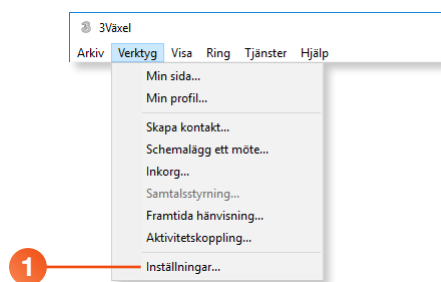 3Växel
Arkiv Verktyg Visa Ring Tjänster Hjälp
Min sida...
Min profil...
Skapa kontakt...
Schemalägg ett möte...
Inkorg...
Samtalsstyrning...
Framtida hänvisning...
Aktivitetskoppling...
1 Inställningar...